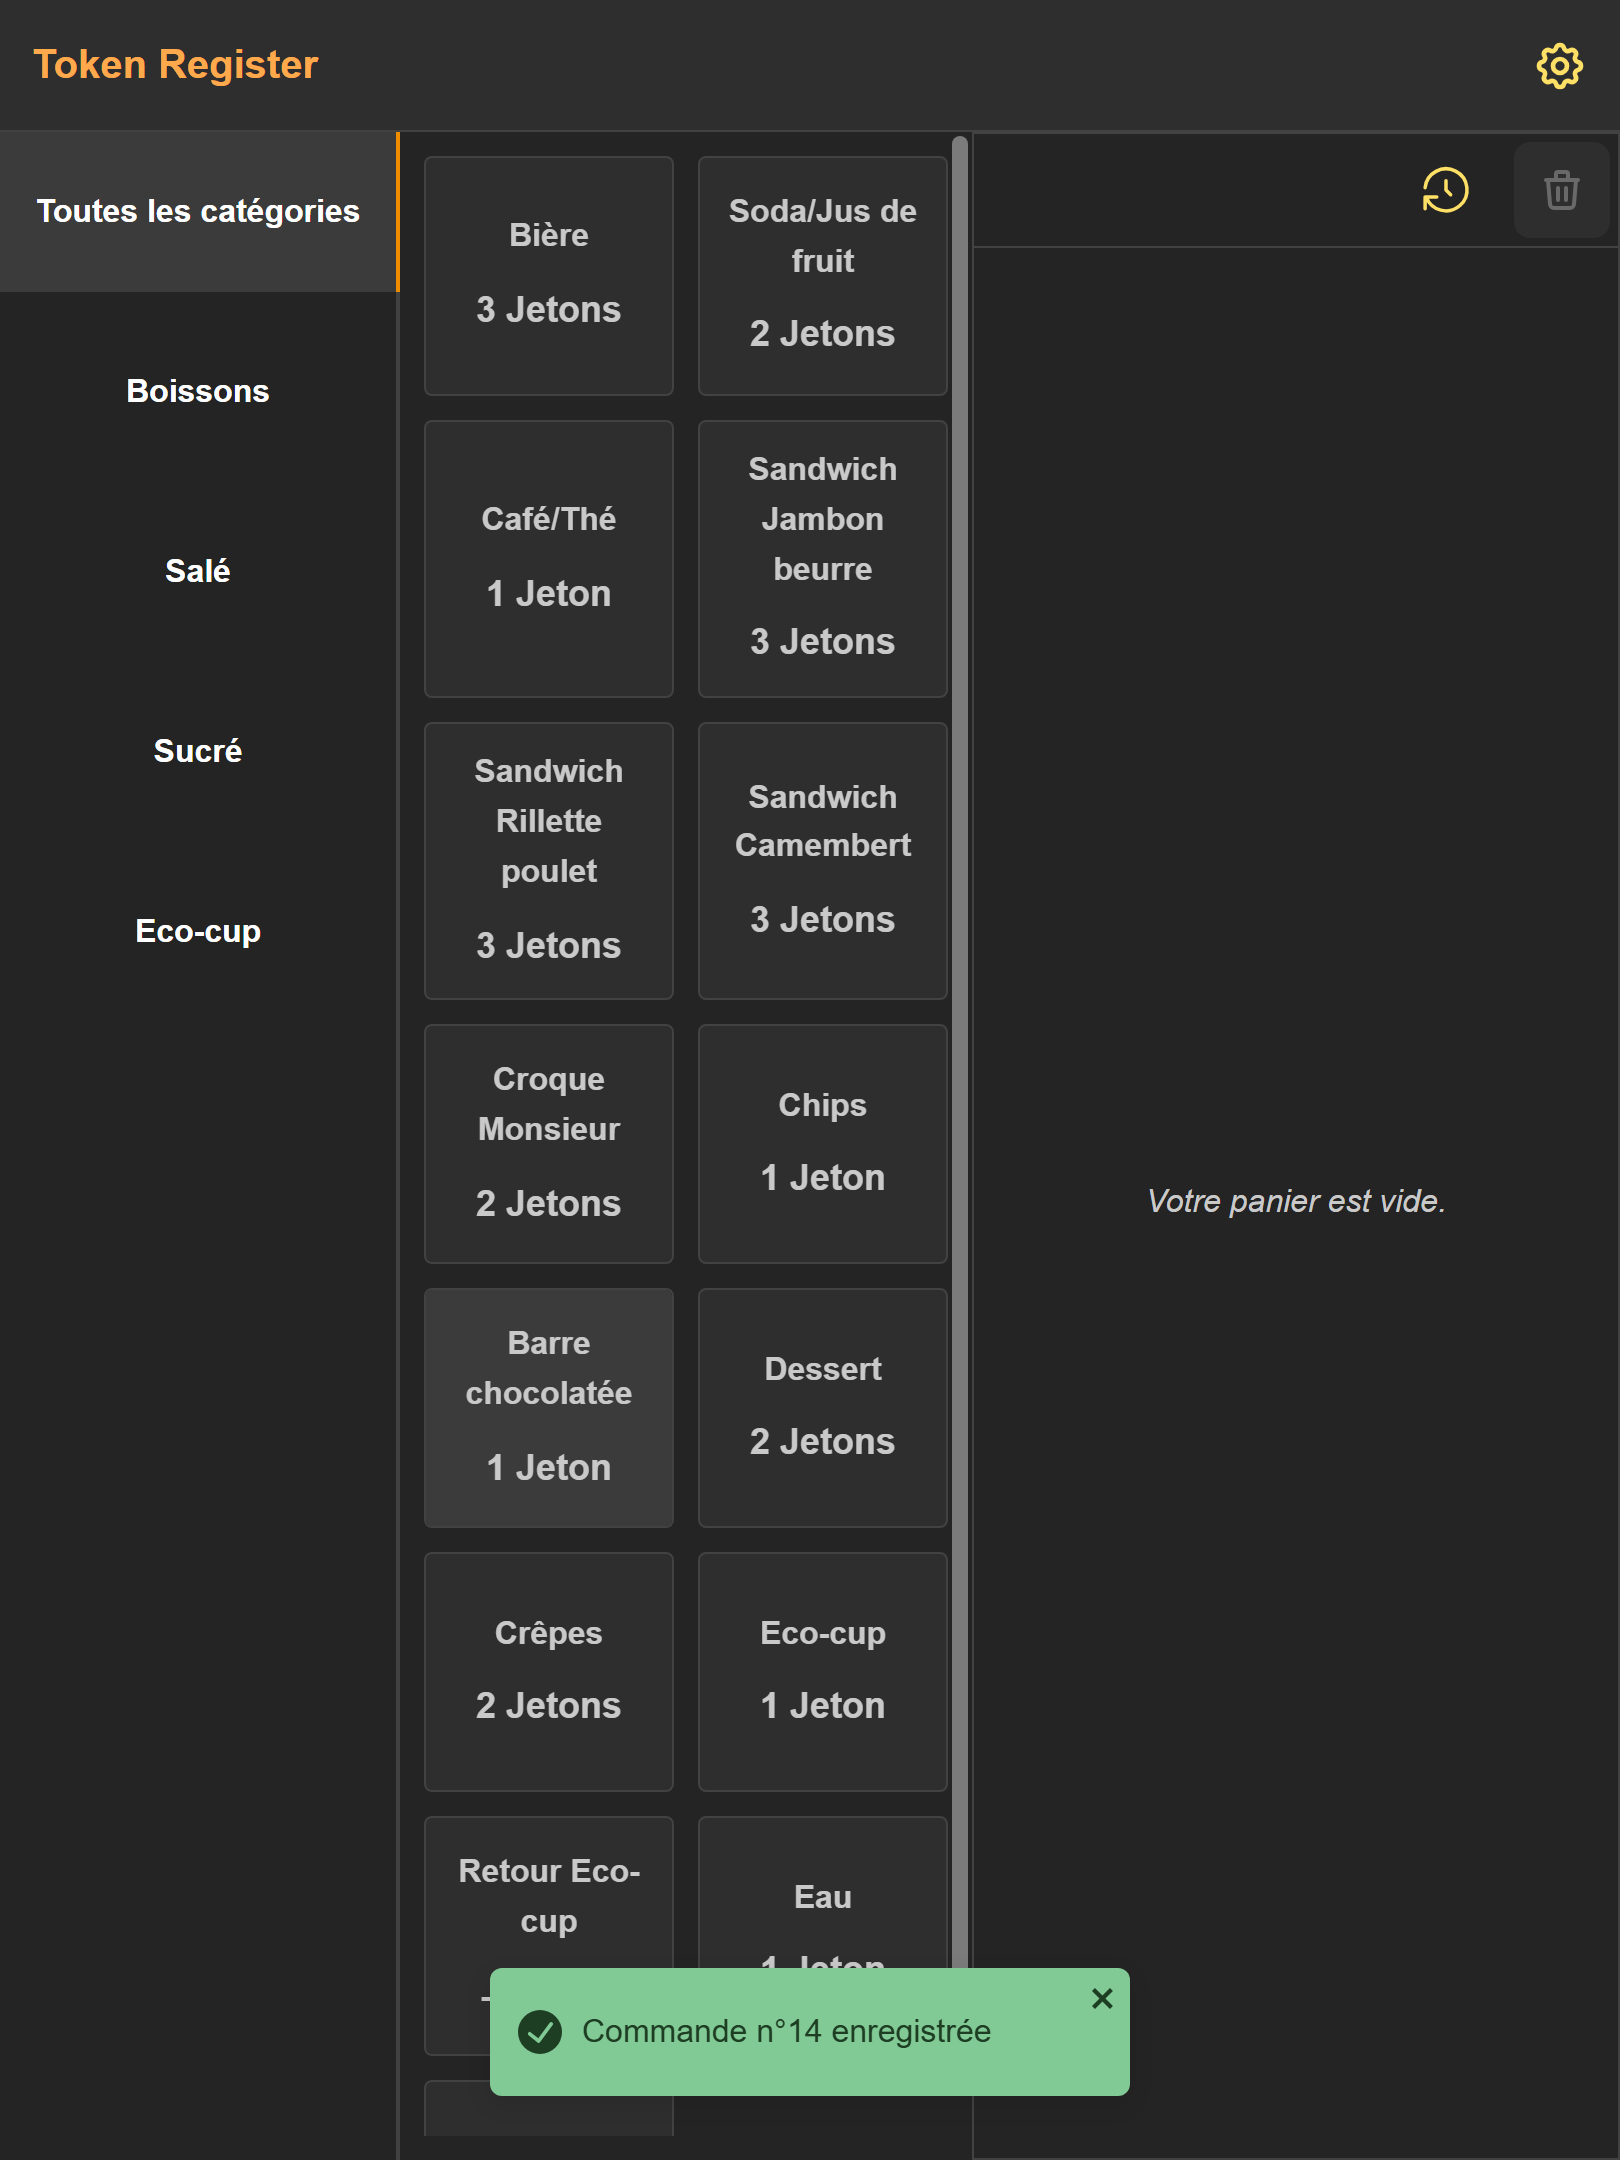 Token Register
Toutes les catégories
Boissons
Salé
Sucré
Eco-cup
Bière
3 Jetons
Soda/Jus de
fruit
2 Jetons
Café/Thé
1 Jeton
Sandwich
Jambon
beurre
3 Jetons
Sandwich
Rillette
poulet
3 Jetons
Sandwich
Camembert
3 Jetons
Croque
Monsieur
2 Jetons
Chips
1 Jeton
Barre
chocolatée
1 Jeton
Dessert
2 Jetons
Crêpes
2 Jetons
Eco-cup
1 Jeton
Retour Eco-
cup
-
Eau
1 Jeton
Votre panier est vide.
Commande n°14 enregistrée